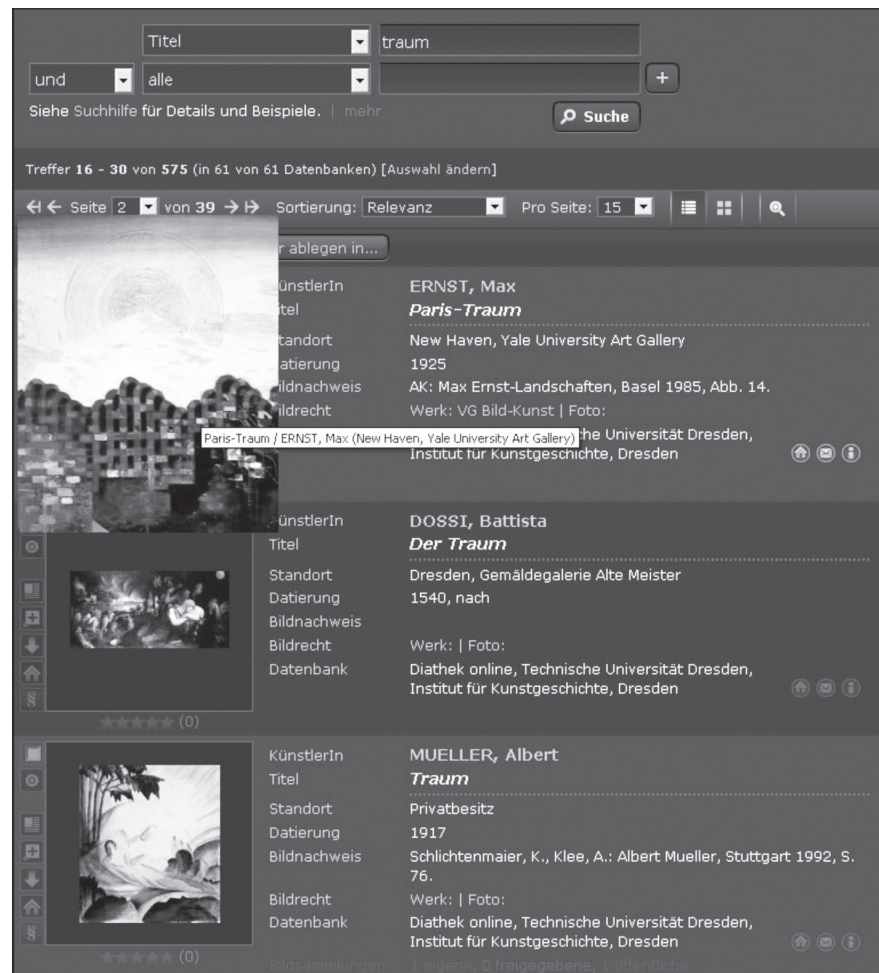 Titel traum
und alle +
Siehe Suchhilfe für Details und Beispiele. | mehr Suche
Treffer 16 - 30 von 575 (in 61 von 61 Datenbanken) [Auswahl ändern]
Seite 2 von 39 Sortierung: Relevanz Pro Seite: 15
r ablegen in...
ünstlerIn ERNST, Max
itel Paris-Traum
tandort New Haven, Yale University Art Gallery
atierung 1925
ildnachweis AK: Max Ernst-Landschaften, Basel 1985, Abb. 14.
ildrecht Werk: VG Bild-Kunst | Foto:
Paris-Traum / ERNST, Max (New Haven, Yale University Art Gallery) he Universität Dresden,
Institut für Kunstgeschichte, Dresden
ünstlerIn DOSSI, Battista
Titel Der Traum
Standort Dresden, Gemäldegalerie Alte Meister
Datierung 1540, nach
Bildnachweis
Bildrecht Werk: | Foto:
Datenbank Diathek online, Technische Universität Dresden,
Institut für Kunstgeschichte, Dresden
§
(0)
KünstlerIn MUELLER, Albert
Titel Traum
Standort Privatbesitz
Datierung 1917
Bildnachweis Schlichtenmaier, K., Klee, A.: Albert Mueller, Stuttgart 1992, S.
76.
Bildrecht Werk: | Foto:
Datenbank Diathek online, Technische Universität Dresden,
Institut für Kunstgeschichte, Dresden
§
(0)
Bildsammlungen 1 eigene, 0 freigegebene, 1 öffentliche